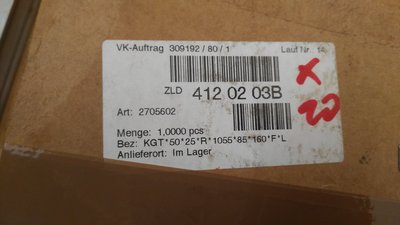 VK-Auftrag 309192 / 80 / 1 Lauf Nr. 14
ZLD 412 02 03B
Art: 2705602
Menge: 1,0000 pcs
Bez: KGT*50*25*R*1055*85*160*F*L
Anlieferort: Im Lager
X
20